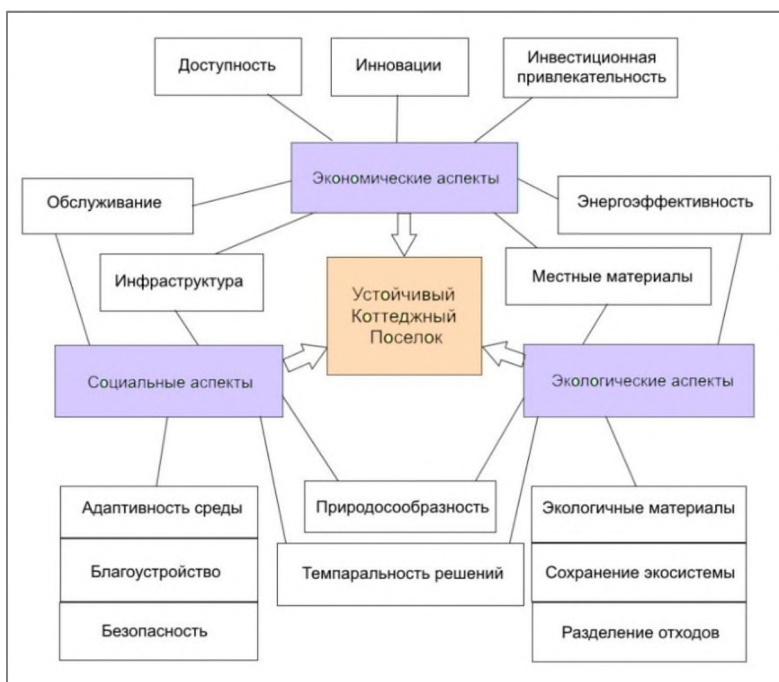 Доступность
Инновации
Инвестиционная
привлекательность
Экономические аспекты
Обслуживание
Энергоэффективность
Инфраструктура
Местные материалы
Устойчивый
Коттеджный
Поселок
Социальные аспекты
Экологические аспекты
Адаптивность среды
Природосообразность
Экологичные материалы
Благоустройство
Темпаральность решений
Сохранение экосистемы
Безопасность
Разделение отходов